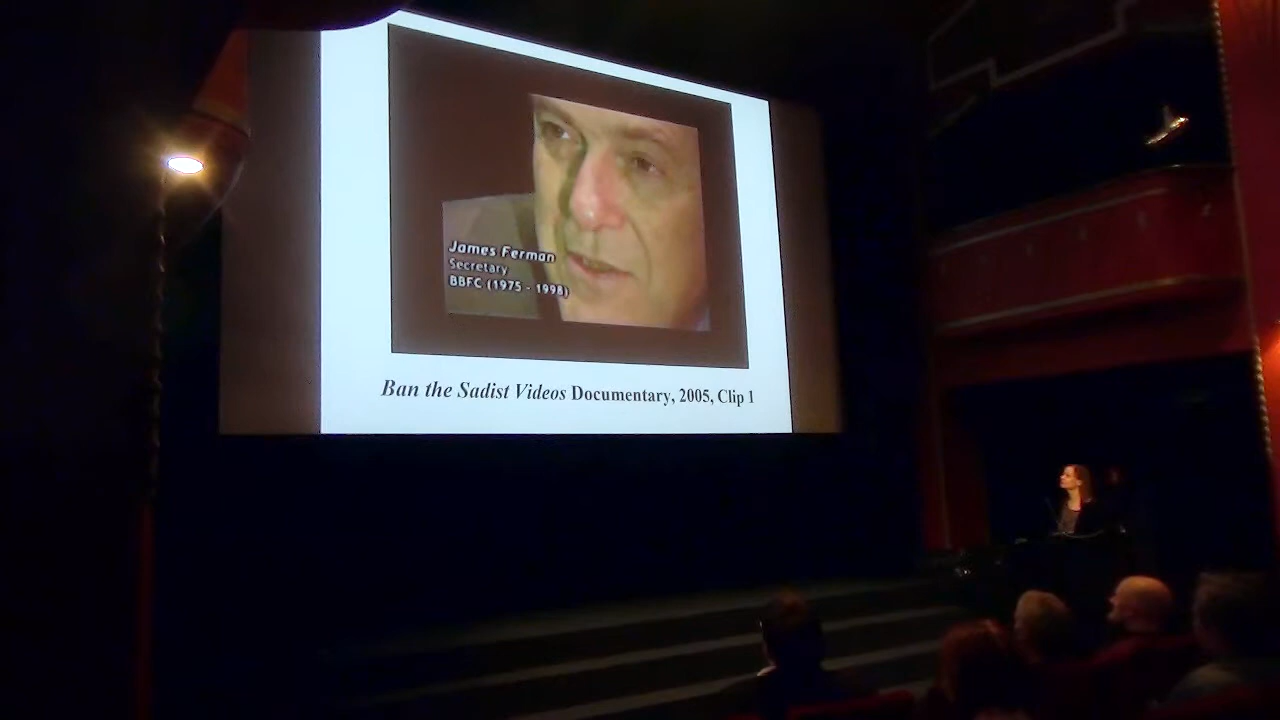 James Ferman
Secretary
BBFC (1975 - 1998)
Ban the Sadist Videos Documentary, 2005, Clip 1